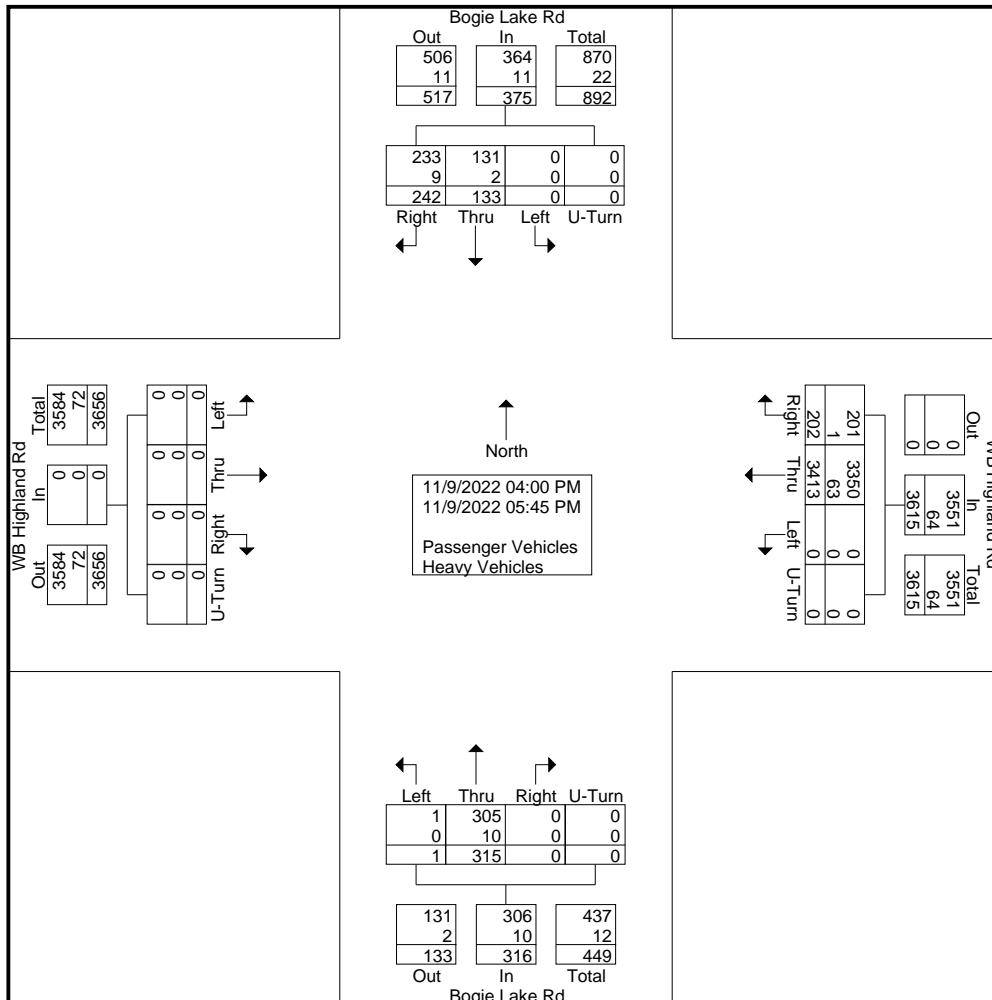 Bogie Lake Rd
Out In Total
506 364 870
11 11 22
517 375 892
233 131 0 0
9 2 0 0
242 133 0 0
Right Thru Left U-Turn
WB Highland Rd
Total In Out
3584 0 3584
72 0 72
3656 0 3656
0 0 0 0
0 0 0 0
0 0 0 0
Left Thru Right U-Turn
North
11/9/2022 04:00 PM
11/9/2022 05:45 PM
Passenger Vehicles
Heavy Vehicles
Right Thru Left U-Turn
201 3350 0 0
1 63 0 0
202 3413 0 0
WB Highland Rd
Out In Total
0 3551 3551
0 64 64
0 3615 3615
Left Thru Right U-Turn
1 305 0 0
0 10 0 0
1 315 0 0
131 306 437
2 10 12
133 316 449
Out In Total
Bogie Lake Rd